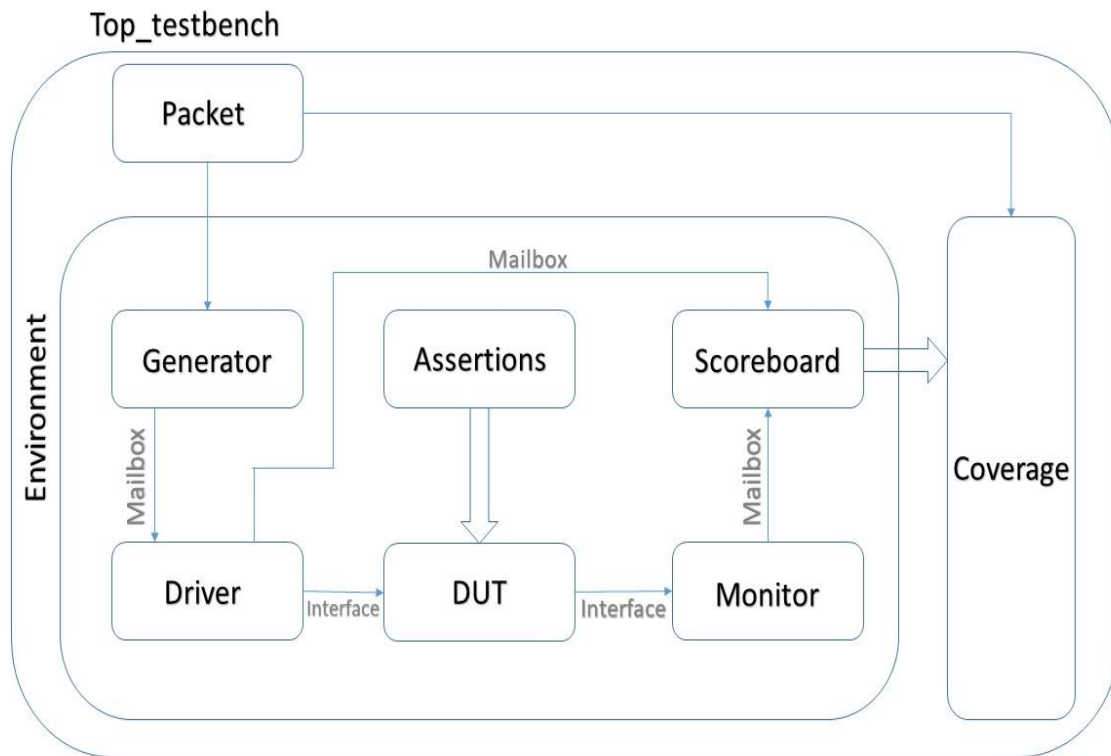 Top_testbench
Packet
Environment
Mailbox
Generator
Assertions
Scoreboard
Mailbox
Mailbox
Coverage
Driver
Interface
DUT
Interface
Monitor